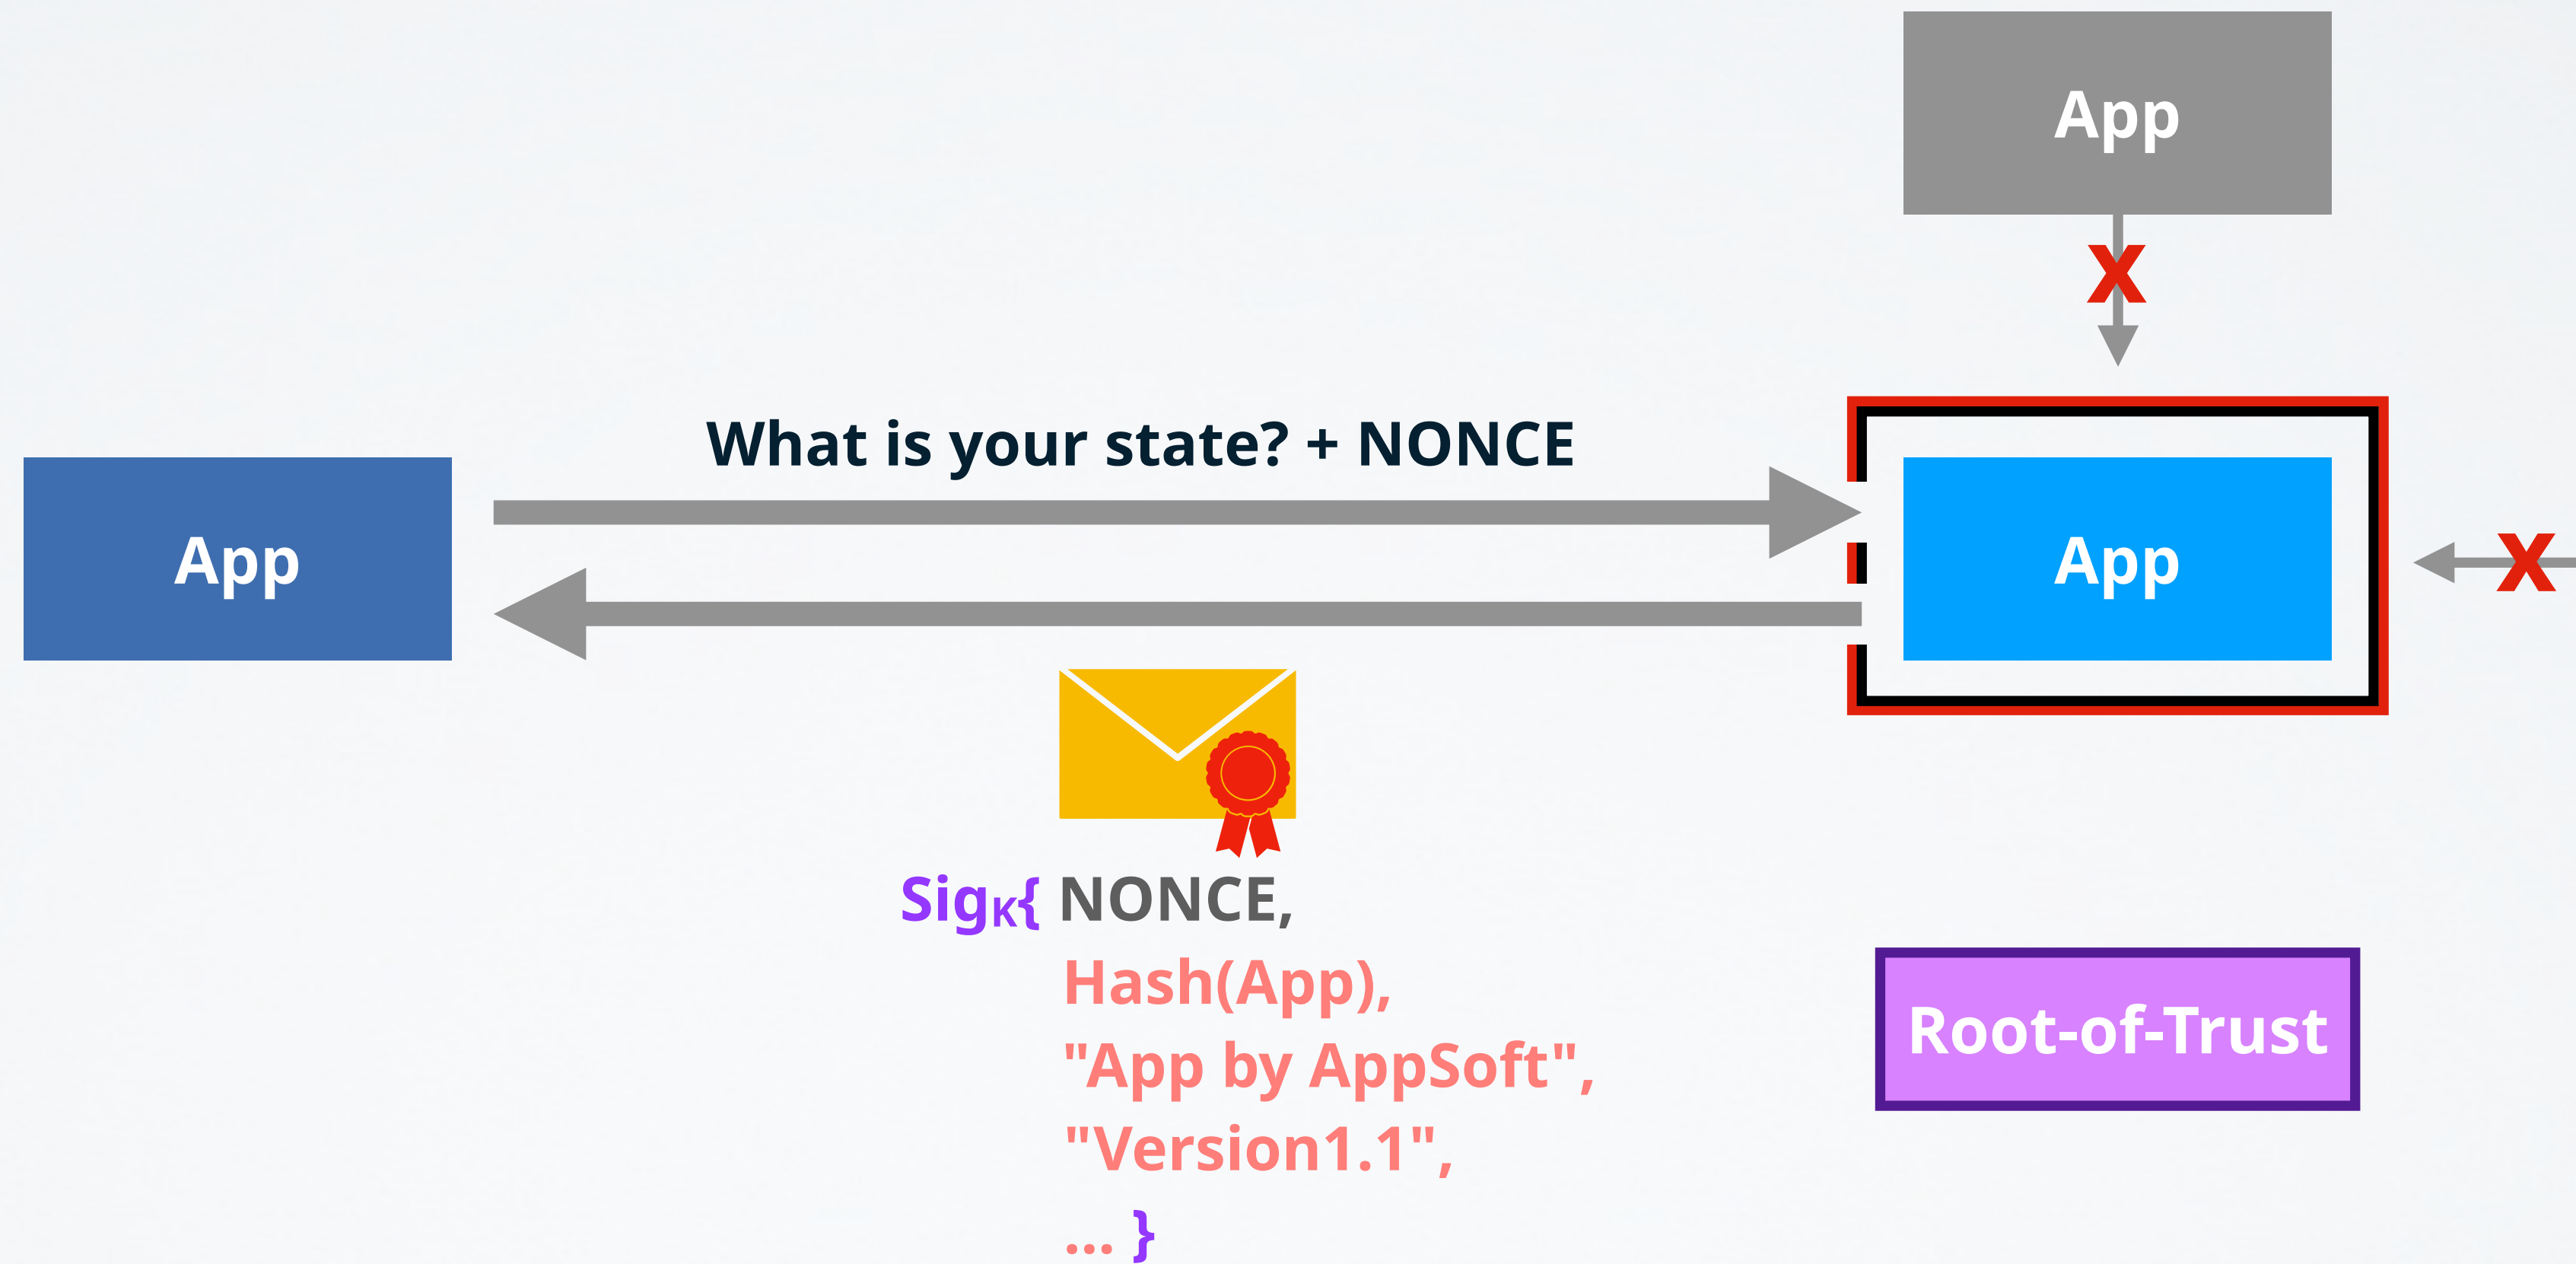 App
X
What is your state? + NONCE
App
App
X
SigK{ NONCE,
Hash(App),
"App by AppSoft",
"Version1.1",
... }
Root-of-Trust